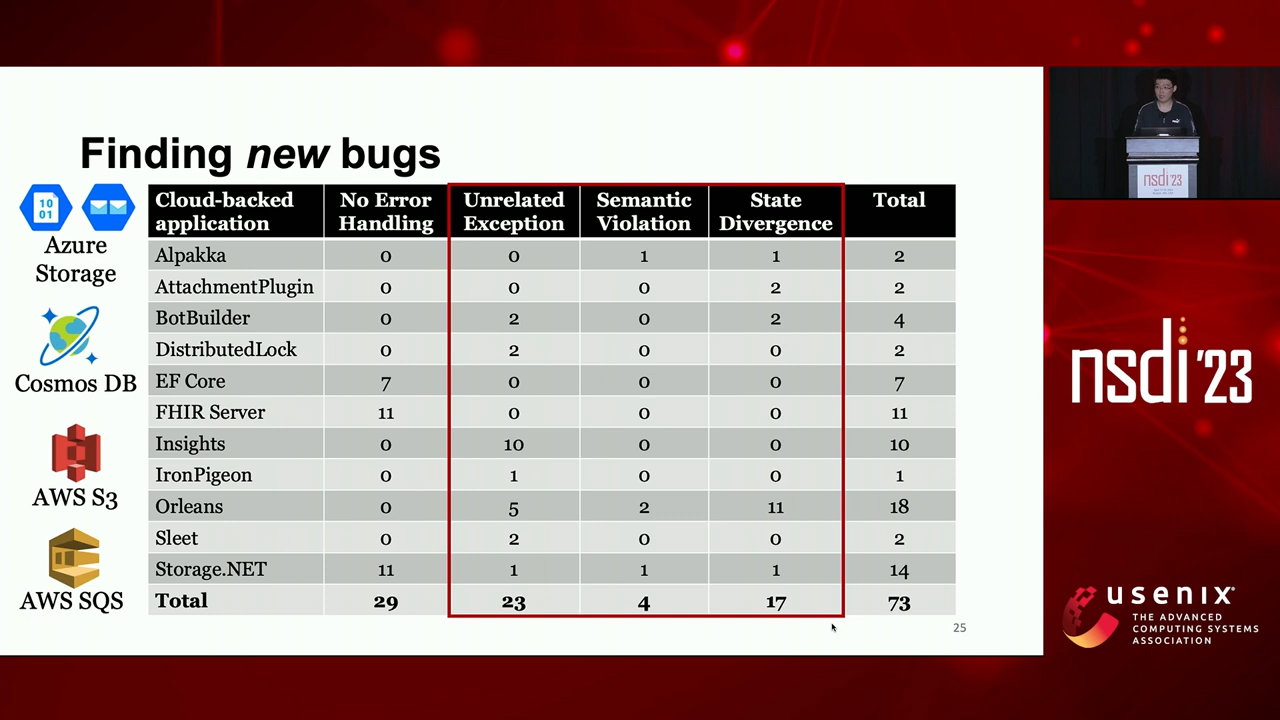 Finding new bugs
Azure
Storage
Cosmos DB
AWS S3
AWS SQS
Cloud-backed application No Error Handling Unrelated Exception Semantic Violation State Divergence Total
Alpakka 0 0 1 1 2
AttachmentPlugin 0 0 0 2 2
BotBuilder 0 2 0 2 4
DistributedLock 0 2 0 0 2
EF Core 7 0 0 0 7
FHIR Server 11 0 0 0 11
Insights 0 10 0 0 10
IronPigeon 0 1 0 0 1
Orleans 0 5 2 11 18
Sleet 0 2 0 0 2
Storage.NET 11 1 1 1 14
Total 29 23 4 17 73
25
10
01
nsdi'23
nsdi '23
usenix
THE ADVANCED
COMPUTING SYSTEMS
ASSOCIATION